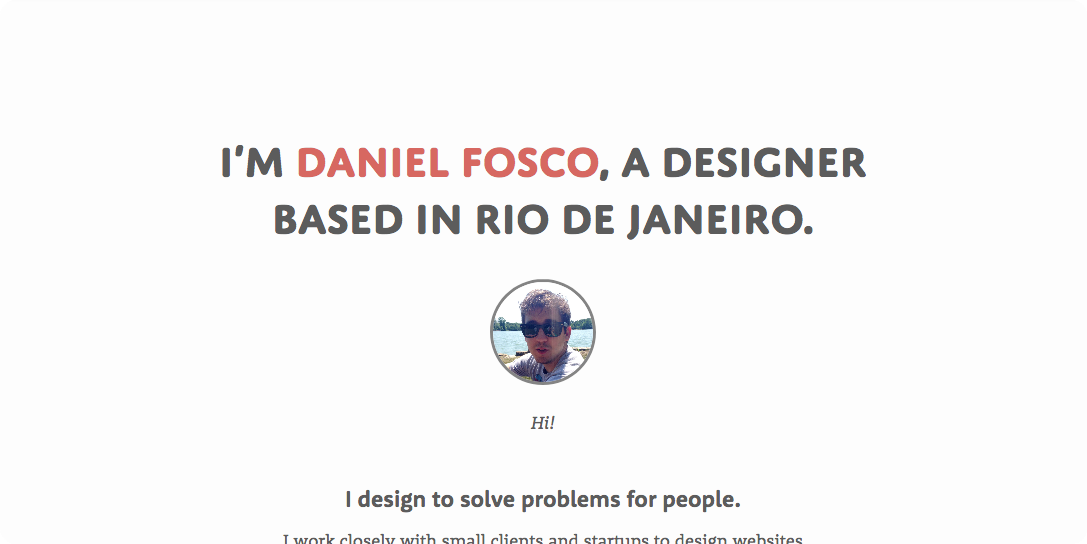 I'M DANIEL FOSCO, A DESIGNER
BASED IN RIO DE JANEIRO.
Hi!
I design to solve problems for people.
I work closely with small clients and startups to design websites,